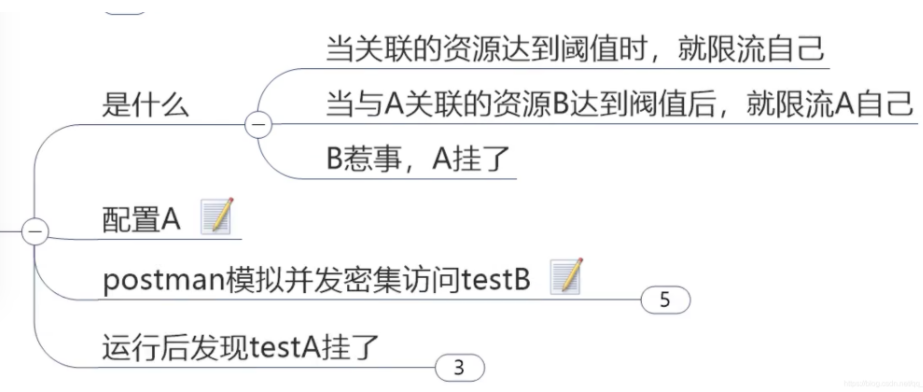 当关联的资源达到阈值时，就限流自己
是什么
当与A关联的资源B达到阀值后，就限流A自己
B惹事，A挂了
配置A
postman模拟并发密集访问testB
5
运行后发现testA挂了
3